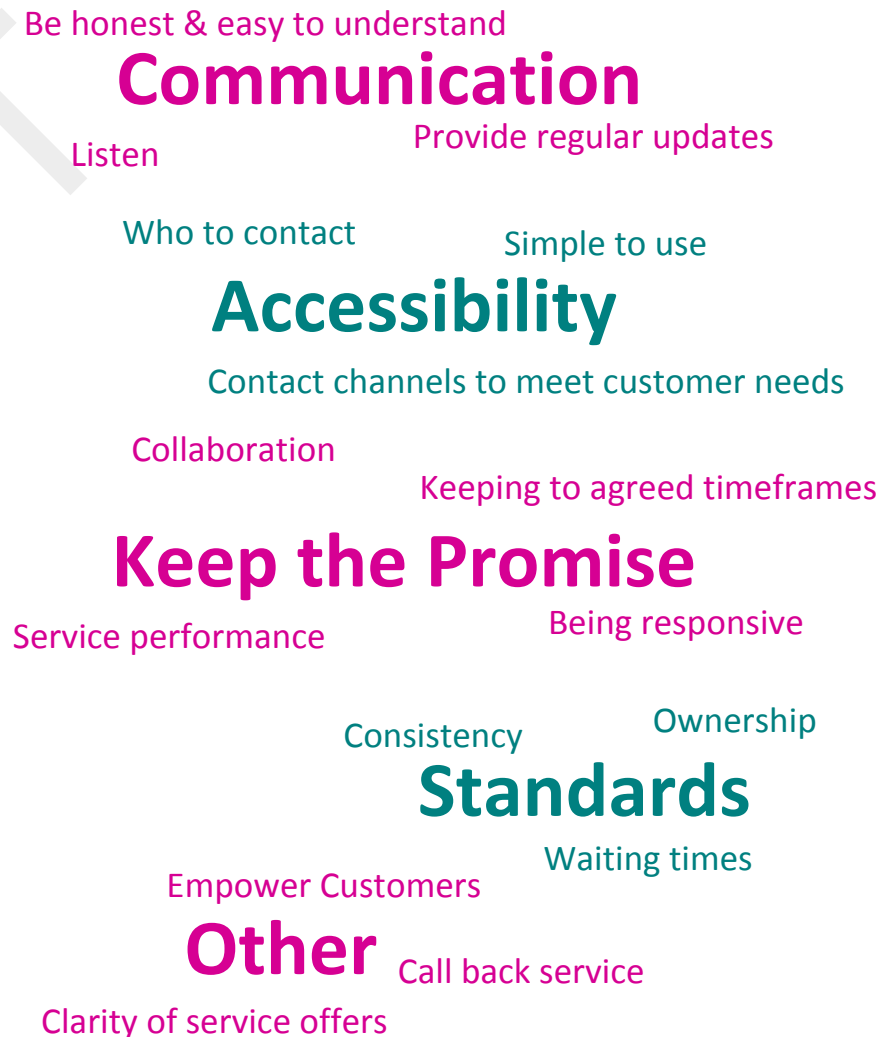 Be honest & easy to understand
Communication
Provide regular updates
Listen
Who to contact
Simple to use
Accessibility
Contact channels to meet customer needs
Collaboration
Keeping to agreed timeframes
Keep the Promise
Being responsive
Service performance
Ownership
Consistency
Standards
Waiting times
Empower Customers
Other
Call back service
Clarity of service offers